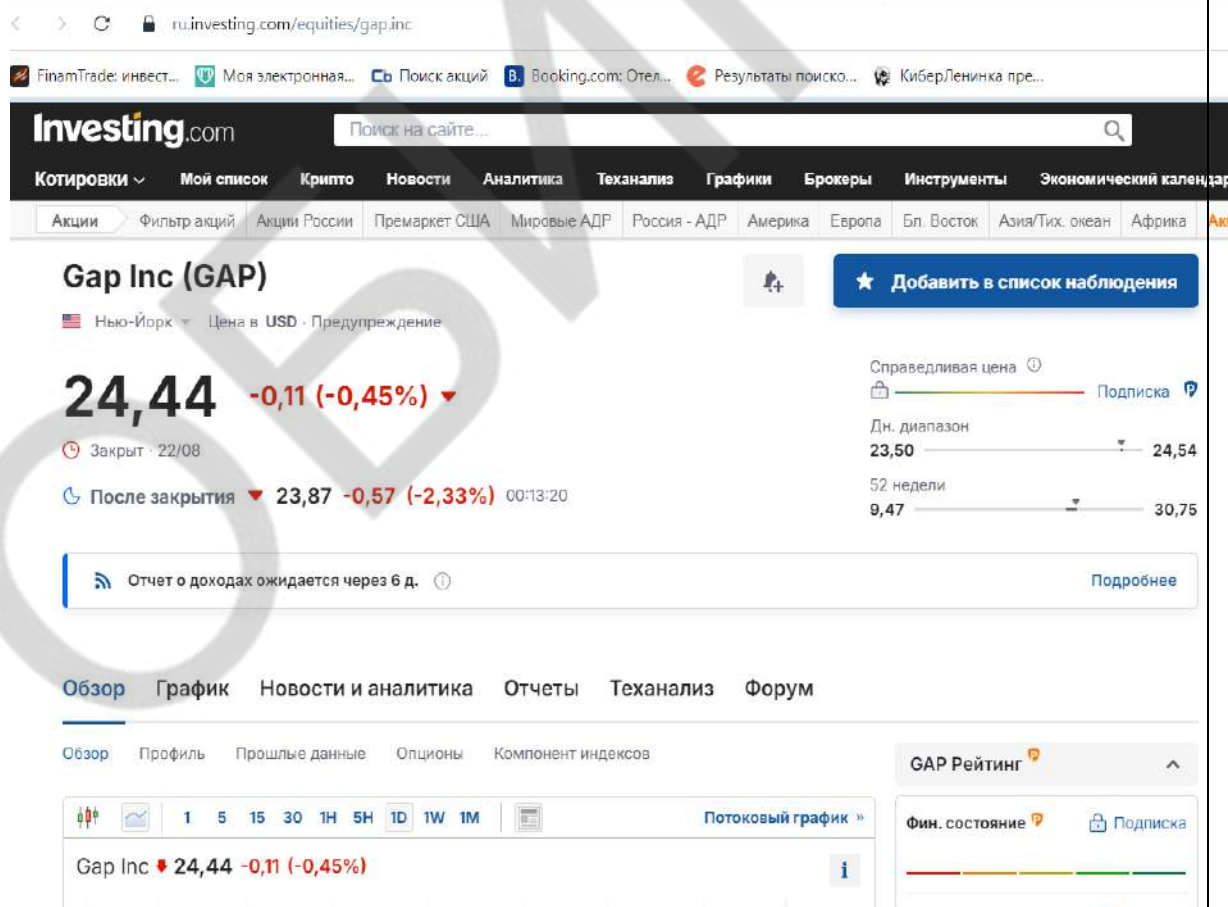 ru.investing.com/equities/gap.inc
FinamTrade: инвест... Моя электронная... Cb Поиск акций B. Booking.com: Отел... Результаты поиско... КиберЛенинка пре...
Investing.com Поиск на сайте...
Котировки Мой список Крипто Новости Аналитика Теханализ Графики Брокеры Инструменты Экономический календар
Акции Фильтр акций Акции России Премаркет США Мировые АДР Россия - АДР Америка Европа Бл. Восток Азия/Тих. океан Африка Ак
Gap Inc (GAP) Добавить в список наблюдения
Нью-Йорк Цена в USD · Предупреждение
24,44 -0,11 (-0,45%)
Справедливая цена
Подписка
Закрыт · 22/08
Дн. диапазон
23,50 24,54
После закрытия 23,87 -0,57 (-2,33%) 00:13:20
52 недели
9,47 30,75
Отчет о доходах ожидается через 6 д. Подробнее
Обзор График Новости и аналитика Отчеты Теханализ Форум
Обзор Профиль Прошлые данные Опционы Компонент индексов
GAP Рейтинг
1 5 15 30 1H 5H 1D 1W 1M Потоковый график »
Фин. состояние Подписка
Gap Inc 24,44 -0,11 (-0,45%)